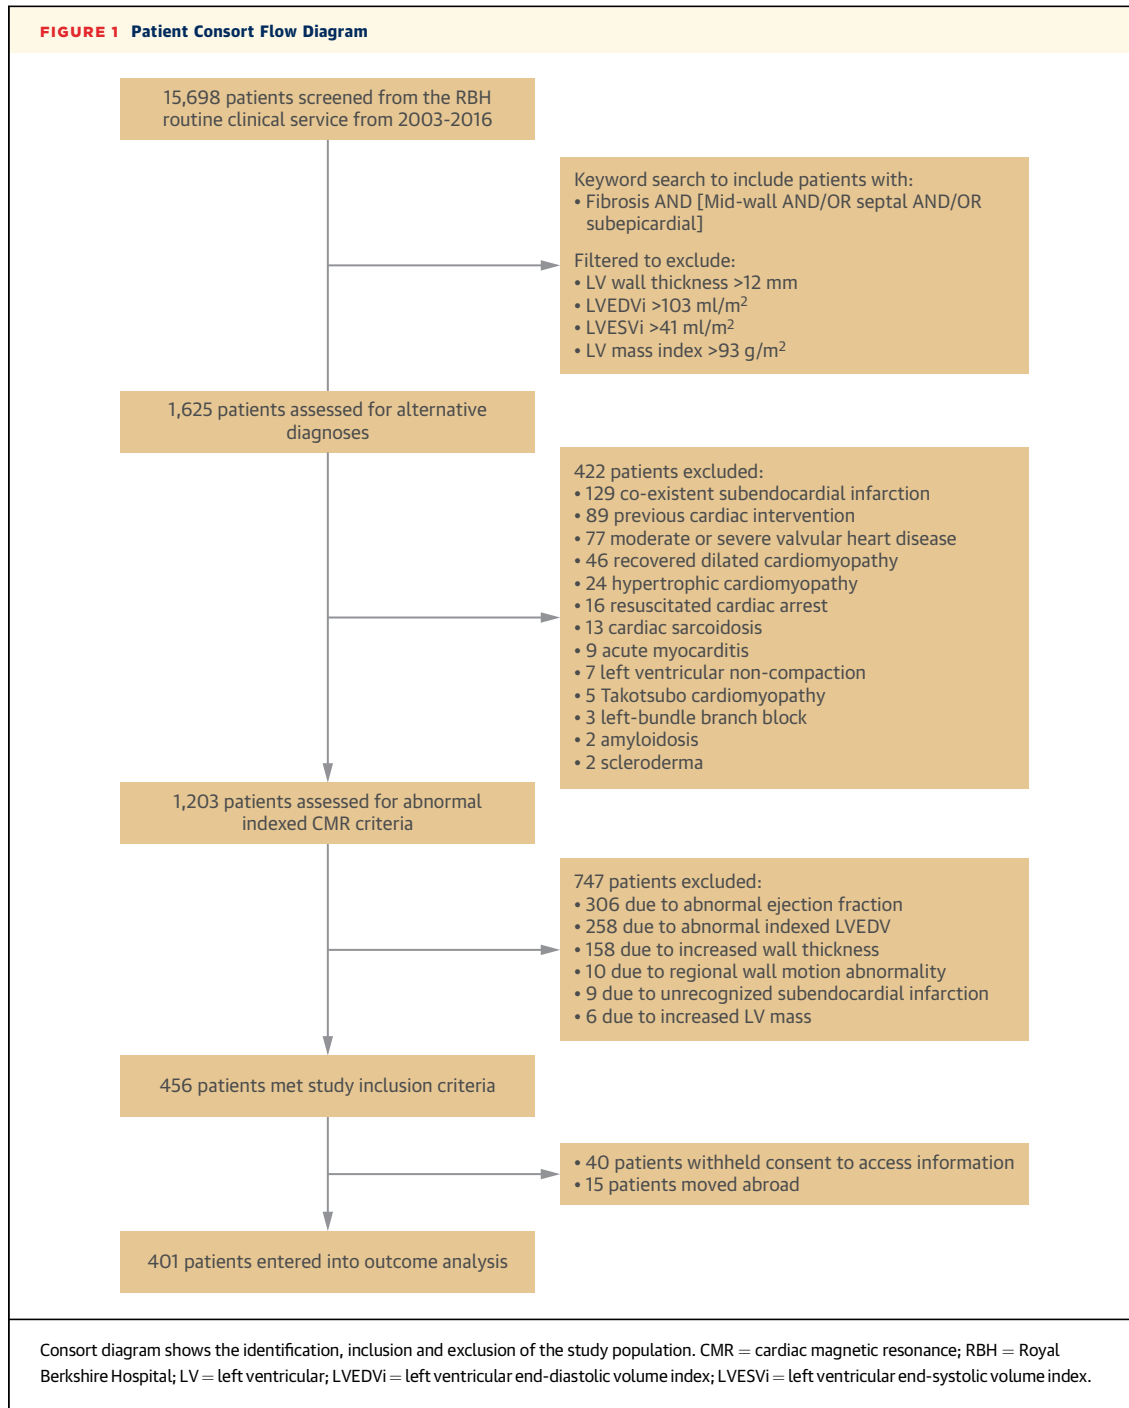 FIGURE 1 Patient Consort Flow Diagram
15,698 patients screened from the RBH
routine clinical service from 2003-2016
Keyword search to include patients with:
• Fibrosis AND [Mid-wall AND/OR septal AND/OR
subepicardial]
Filtered to exclude:
• LV wall thickness >12 mm
• LVEDVi >103 ml/m²
• LVESVi >41 ml/m²
• LV mass index >93 g/m²
1,625 patients assessed for alternative
diagnoses
422 patients excluded:
• 129 co-existent subendocardial infarction
• 89 previous cardiac intervention
• 77 moderate or severe valvular heart disease
• 46 recovered dilated cardiomyopathy
• 24 hypertrophic cardiomyopathy
• 16 resuscitated cardiac arrest
• 13 cardiac sarcoidosis
• 9 acute myocarditis
• 7 left ventricular non-compaction
• 5 Takotsubo cardiomyopathy
• 3 left-bundle branch block
• 2 amyloidosis
• 2 scleroderma
1,203 patients assessed for abnormal
indexed CMR criteria
747 patients excluded:
• 306 due to abnormal ejection fraction
• 258 due to abnormal indexed LVEDV
• 158 due to increased wall thickness
• 10 due to regional wall motion abnormality
• 9 due to unrecognized subendocardial infarction
• 6 due to increased LV mass
456 patients met study inclusion criteria
• 40 patients withheld consent to access information
• 15 patients moved abroad
401 patients entered into outcome analysis
Consort diagram shows the identification, inclusion and exclusion of the study population. CMR = cardiac magnetic resonance; RBH = Royal
Berkshire Hospital; LV = left ventricular; LVEDVi = left ventricular end-diastolic volume index; LVESVi = left ventricular end-systolic volume index.